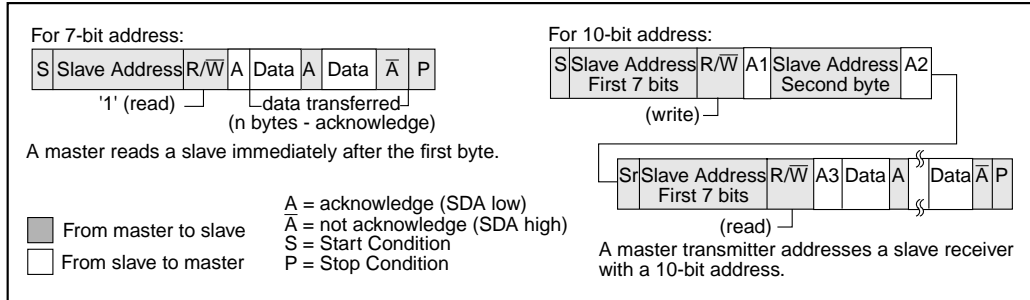 For 7-bit address:
S Slave Address R/W̅ A Data A Data A̅ P
'1' (read)
data transferred
(n bytes - acknowledge)
A master reads a slave immediately after the first byte.
From master to slave
From slave to master
A = acknowledge (SDA low)
A̅ = not acknowledge (SDA high)
S = Start Condition
P = Stop Condition
For 10-bit address:
S Slave Address First 7 bits R/W̅ A1 Slave Address Second byte A2
(write)
Sr Slave Address First 7 bits R/W̅ A3 Data A Data A̅ P
(read)
A master transmitter addresses a slave receiver
with a 10-bit address.